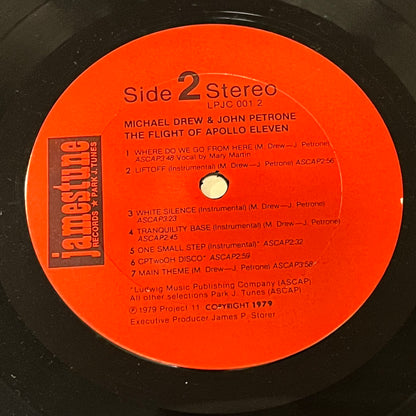 Side 2 Stereo
LPJC 001 2
MICHAEL DREW & JOHN PETRONE
THE FLIGHT OF APOLLO ELEVEN
1 WHERE DO WE GO FROM HERE (M. Drew—J. Petrone)
ASCAP3:48 Vocal by Mary Martin
2 LIFTOFF (Instrumental) (M. Drew—J. Petrone) ASCAP2:56
3 WHITE SILENCE (Instrumental) (M. Drew—J. Petrone)
ASCAP3:23
4 TRANQUILITY BASE (Instrumental) (M. Drew—J. Petrone)
ASCAP2:45
5 ONE SMALL STEP (Instrumental)* ASCAP2:32
6 CPTwoOH DISCO* ASCAP2:59
7 MAIN THEME (M. Drew—J. Petrone) ASCAP3:58
*Ludwig Music Publishing Company (ASCAP)
All other selections Park J. Tunes (ASCAP)
℗ 1979 Project 11 COPYRIGHT 1979
Executive Producer James P. Storer
jamestune
RECORDS ★ PARK J. TUNES